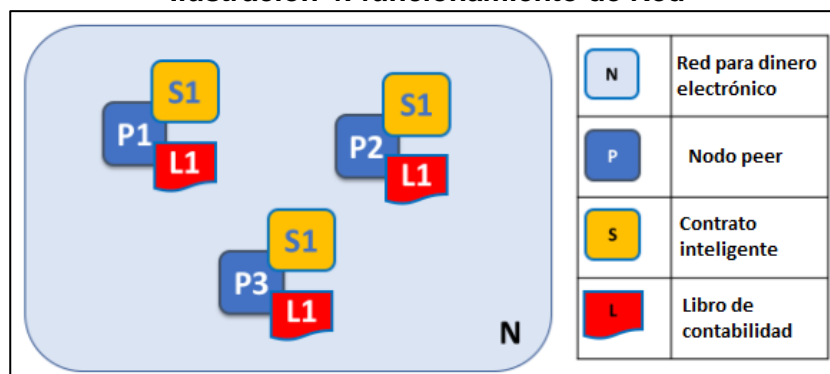 S1
P1
L1
S1
P2
L1
S1
P3
L1
N
N
Red para dinero
electrónico
P
Nodo peer
S
Contrato
inteligente
L
Libro de
contabilidad